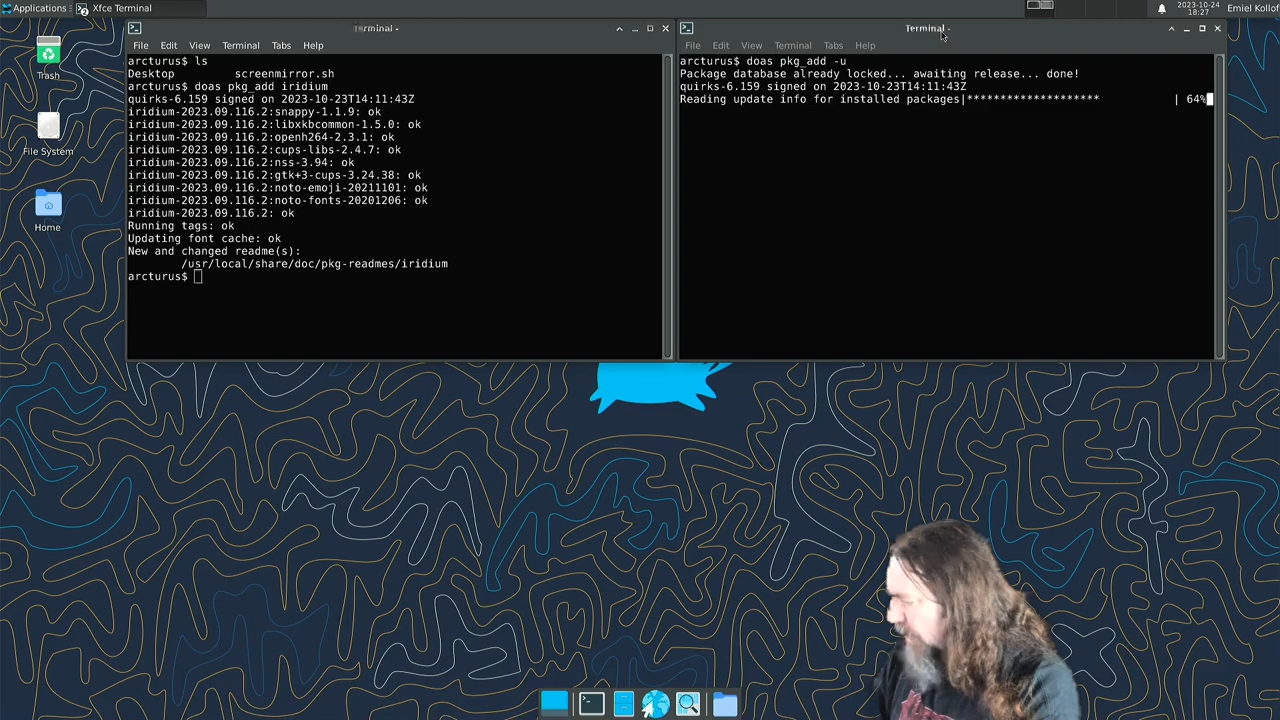 Applications
Xfce Terminal
2023-10-24
18:27
Emiel Kollof
Trash
File System
Home
Terminal -
File Edit View Terminal Tabs Help
arcturus$ ls
Desktop screenmirror.sh
arcturus$ doas pkg_add iridium
quirks-6.159 signed on 2023-10-23T14:11:43Z
iridium-2023.09.116.2:snappy-1.1.9: ok
iridium-2023.09.116.2:libxkbcommon-1.5.0: ok
iridium-2023.09.116.2:openh264-2.3.1: ok
iridium-2023.09.116.2:cups-libs-2.4.7: ok
iridium-2023.09.116.2:nss-3.94: ok
iridium-2023.09.116.2:gtk+3-cups-3.24.38: ok
iridium-2023.09.116.2:noto-emoji-20211101: ok
iridium-2023.09.116.2:noto-fonts-20201206: ok
iridium-2023.09.116.2: ok
Running tags: ok
Updating font cache: ok
New and changed readme(s):
/usr/local/share/doc/pkg-readmes/iridium
arcturus$
Terminal -
File Edit View Terminal Tabs Help
arcturus$ doas pkg_add -u
Package database already locked... awaiting release... done!
quirks-6.159 signed on 2023-10-23T14:11:43Z
Reading update info for installed packages|******************** | 64%